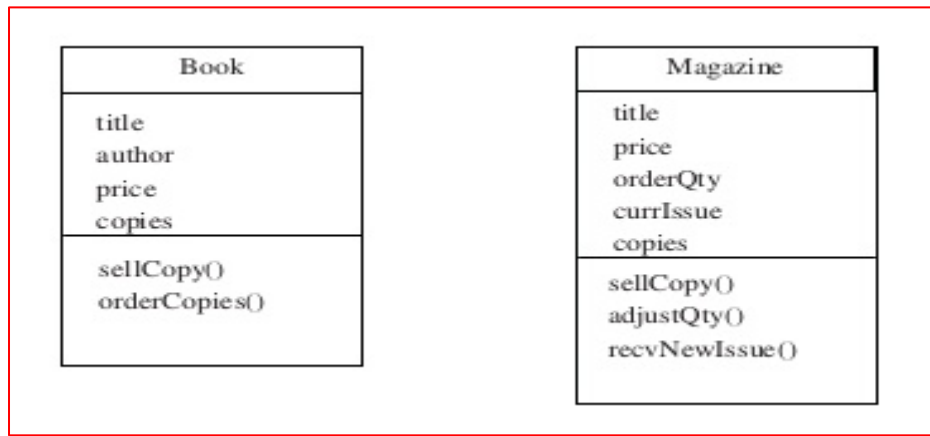 Book
title
author
price
copies
sellCopy()
orderCopies()
Magazine
title
price
orderQty
currIssue
copies
sellCopy()
adjustQty()
recvNewIssue()